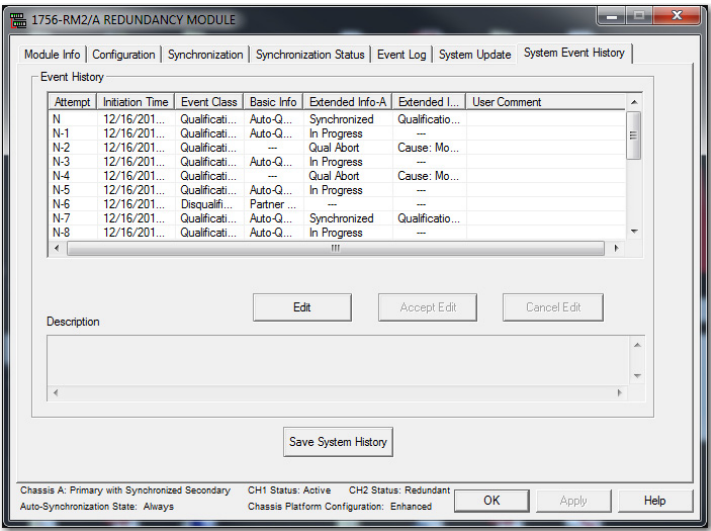 1756-RM2/A REDUNDANCY MODULE
Module Info Configuration Synchronization Synchronization Status Event Log System Update System Event History
Event History
Attempt Initiation Time Event Class Basic Info Extended Info-A Extended I... User Comment
N 12/16/201... Qualificati... Auto-Q... Synchronized Qualificatio...
N-1 12/16/201... Qualificati... Auto-Q... In Progress ---
N-2 12/16/201... Qualificati... --- Qual Abort Cause: Mo...
N-3 12/16/201... Qualificati... Auto-Q... In Progress ---
N-4 12/16/201... Qualificati... --- Qual Abort Cause: Mo...
N-5 12/16/201... Qualificati... Auto-Q... In Progress ---
N-6 12/16/201... Disqualifi... Partner ... --- ---
N-7 12/16/201... Qualificati... Auto-Q... Synchronized Qualificatio...
N-8 12/16/201... Qualificati... Auto-Q... In Progress ---
Edit Accept Edit Cancel Edit
Description
Save System History
Chassis A: Primary with Synchronized Secondary CH1 Status: Active CH2 Status: Redundant
Auto-Synchronization State: Always Chassis Platform Configuration: Enhanced
OK Apply Help